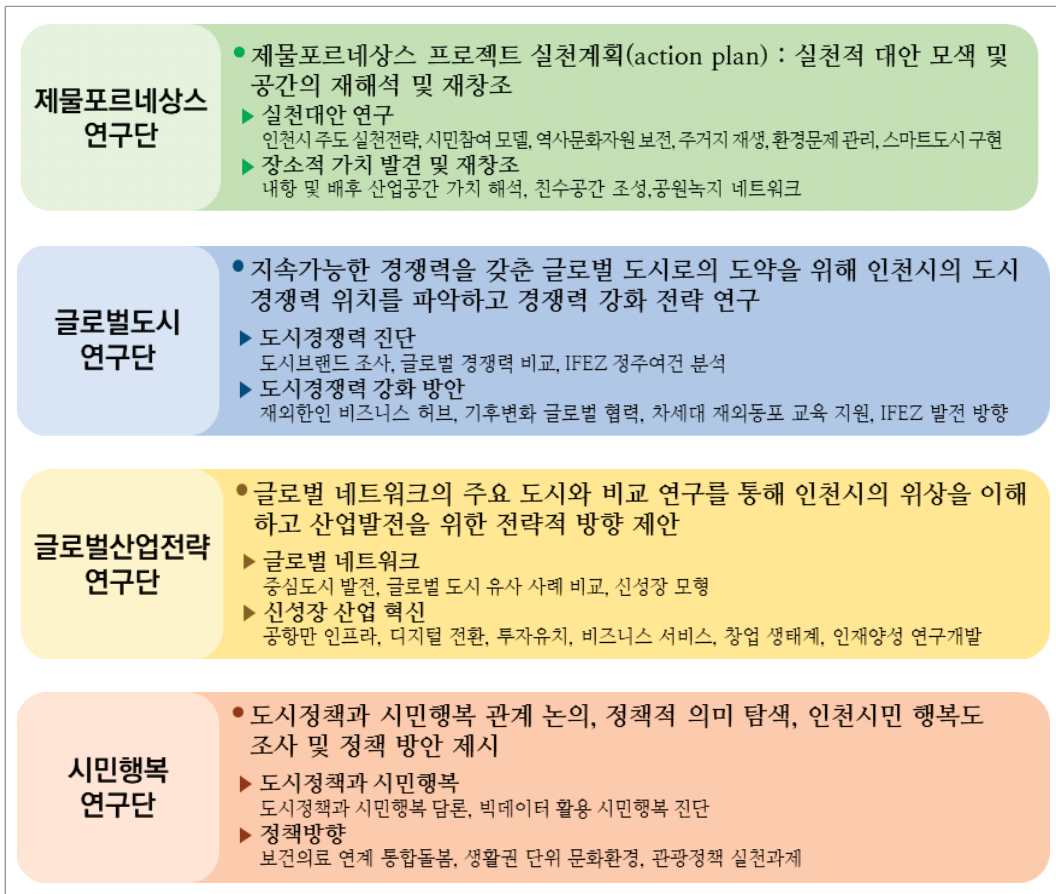 제물포르네상스
연구단
• 제물포르네상스 프로젝트 실천계획(action plan) : 실천적 대안 모색 및
공간의 재해석 및 재창조
▶ 실천대안 연구
인천시 주도 실천전략, 시민참여 모델, 역사문화자원 보전, 주거지 재생, 환경문제 관리, 스마트도시 구현
▶ 장소적 가치 발견 및 재창조
내항 및 배후 산업공간 가치 해석, 친수공간 조성,공원녹지 네트워크
글로벌도시
연구단
• 지속가능한 경쟁력을 갖춘 글로벌 도시로의 도약을 위해 인천시의 도시
경쟁력 위치를 파악하고 경쟁력 강화 전략 연구
▶ 도시경쟁력 진단
도시브랜드 조사, 글로벌 경쟁력 비교, IFEZ 정주여건 분석
▶ 도시경쟁력 강화 방안
재외한인 비즈니스 허브, 기후변화 글로벌 협력, 차세대 재외동포 교육 지원, IFEZ 발전 방향
글로벌산업전략
연구단
• 글로벌 네트워크의 주요 도시와 비교 연구를 통해 인천시의 위상을 이해
하고 산업발전을 위한 전략적 방향 제안
▶ 글로벌 네트워크
중심도시 발전, 글로벌 도시 유사 사례 비교, 신성장 모형
▶ 신성장 산업 혁신
공항만 인프라, 디지털 전환, 투자유치, 비즈니스 서비스, 창업 생태계, 인재양성 연구개발
시민행복
연구단
• 도시정책과 시민행복 관계 논의, 정책적 의미 탐색, 인천시민 행복도
조사 및 정책 방안 제시
▶ 도시정책과 시민행복
도시정책과 시민행복 담론, 빅데이터 활용 시민행복 진단
▶ 정책방향
보건의료 연계 통합돌봄, 생활권 단위 문화환경, 관광정책 실천과제